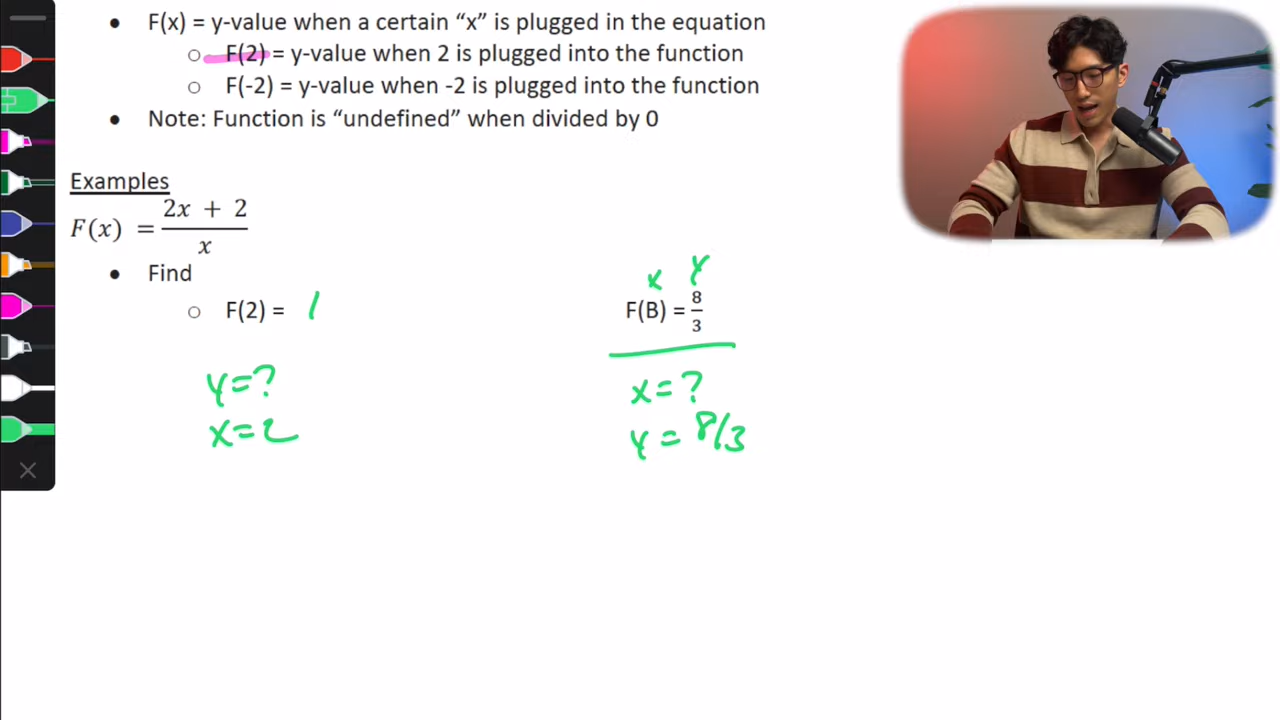 • F(x) = y-value when a certain “x” is plugged in the equation
○ F(2) = y-value when 2 is plugged into the function
○ F(-2) = y-value when -2 is plugged into the function
• Note: Function is “undefined” when divided by 0
Examples
F(x) = (2x + 2)/x
• Find
○ F(2) =
y=?
x=2
x y
F(B) = 8/3
x=?
y = 8/3